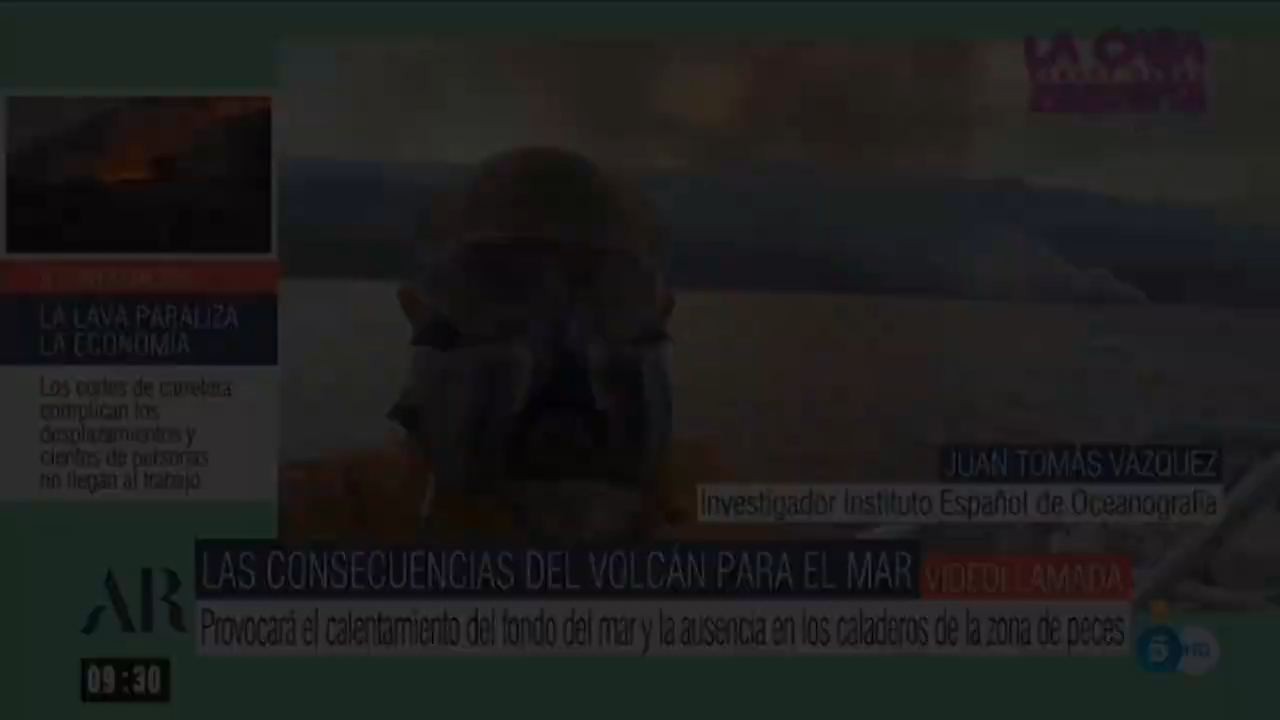 LA LAVA PARALIZA
LA ECONOMÍA
Los cortes de carretera
complican los
desplazamientos y
cientos de personas
no llegan al trabajo
JUAN TOMÁS VÁZQUEZ
Investigador Instituto Español de Oceanografía
LAS CONSECUENCIAS DEL VOLCÁN PARA EL MAR
VIDEOLLAMADA
Provocará el calentamiento del fondo del mar y la ausencia en los caladeros de la zona de peces
AR
5 HD
09:30